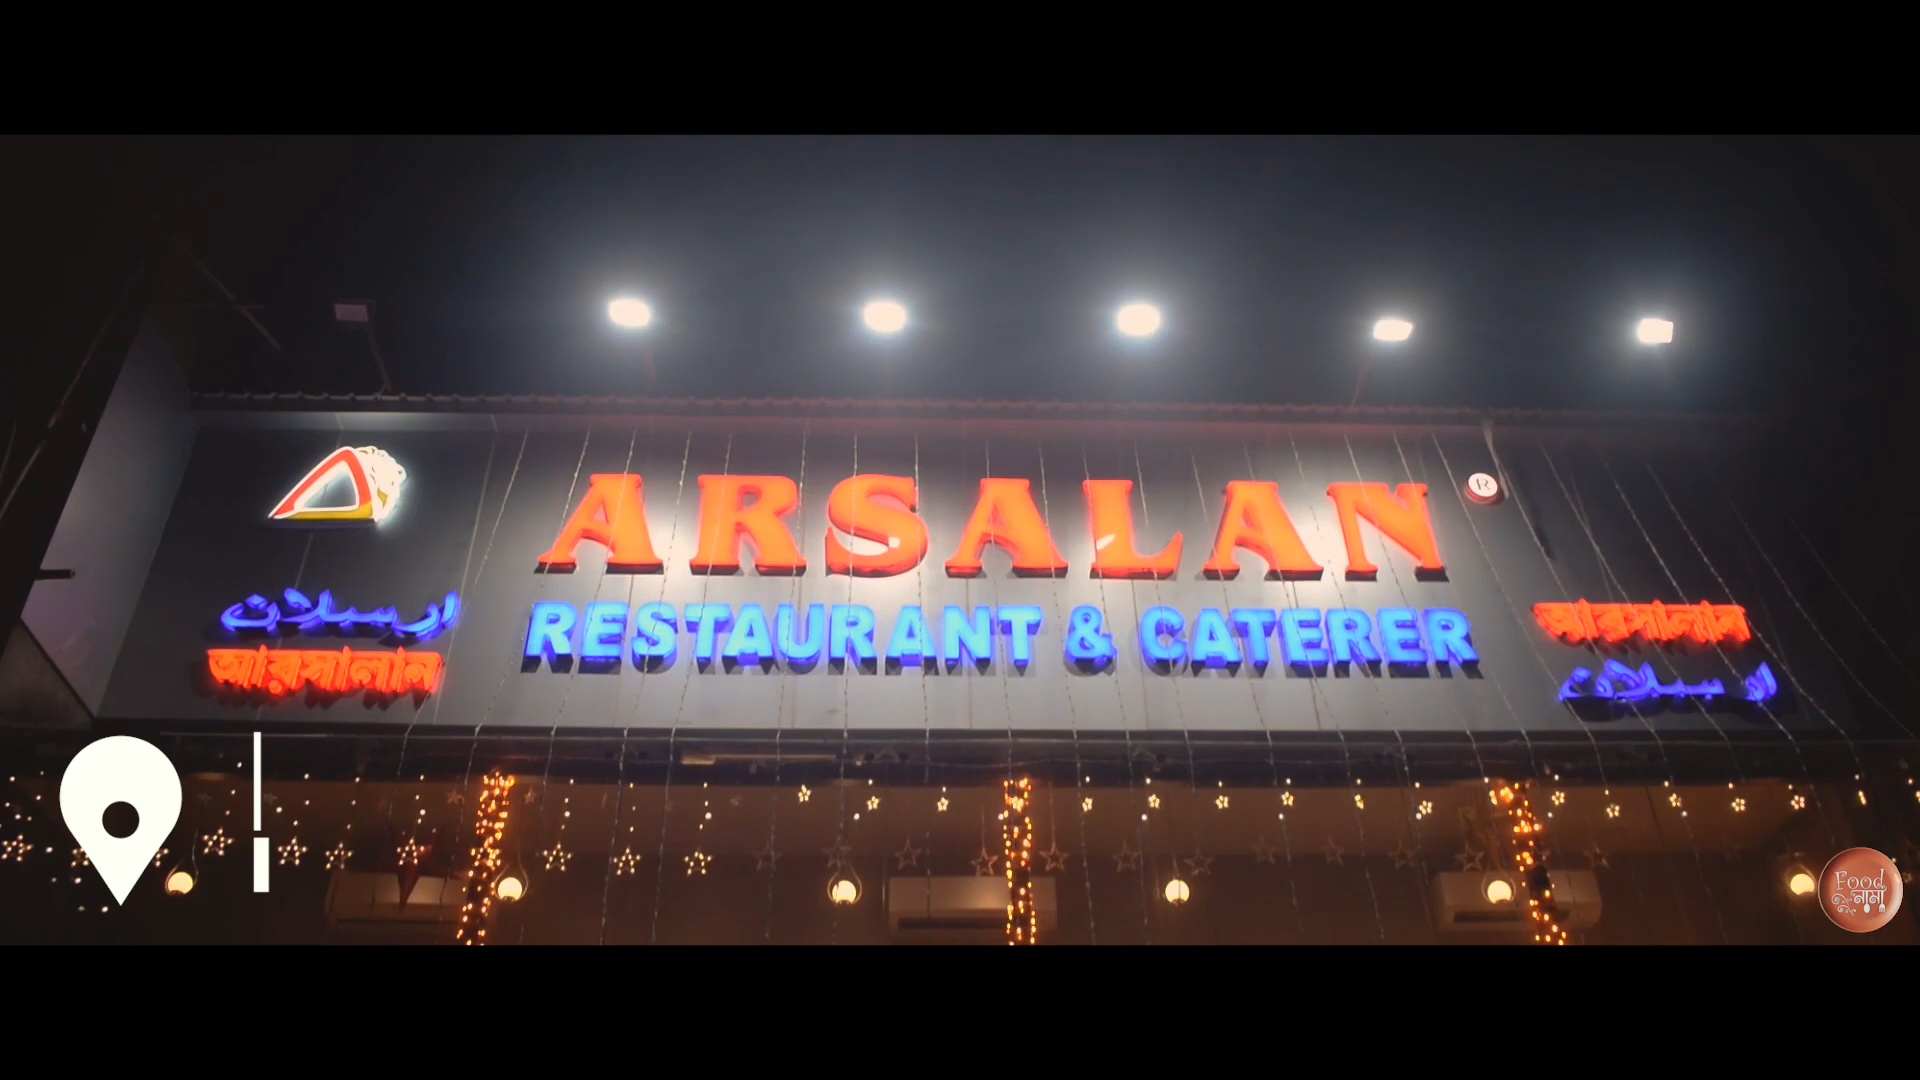 ARSALAN
®
RESTAURANT & CATERER
ارسلان
আরসালান
আরসালান
ارسلان
Food
নামা